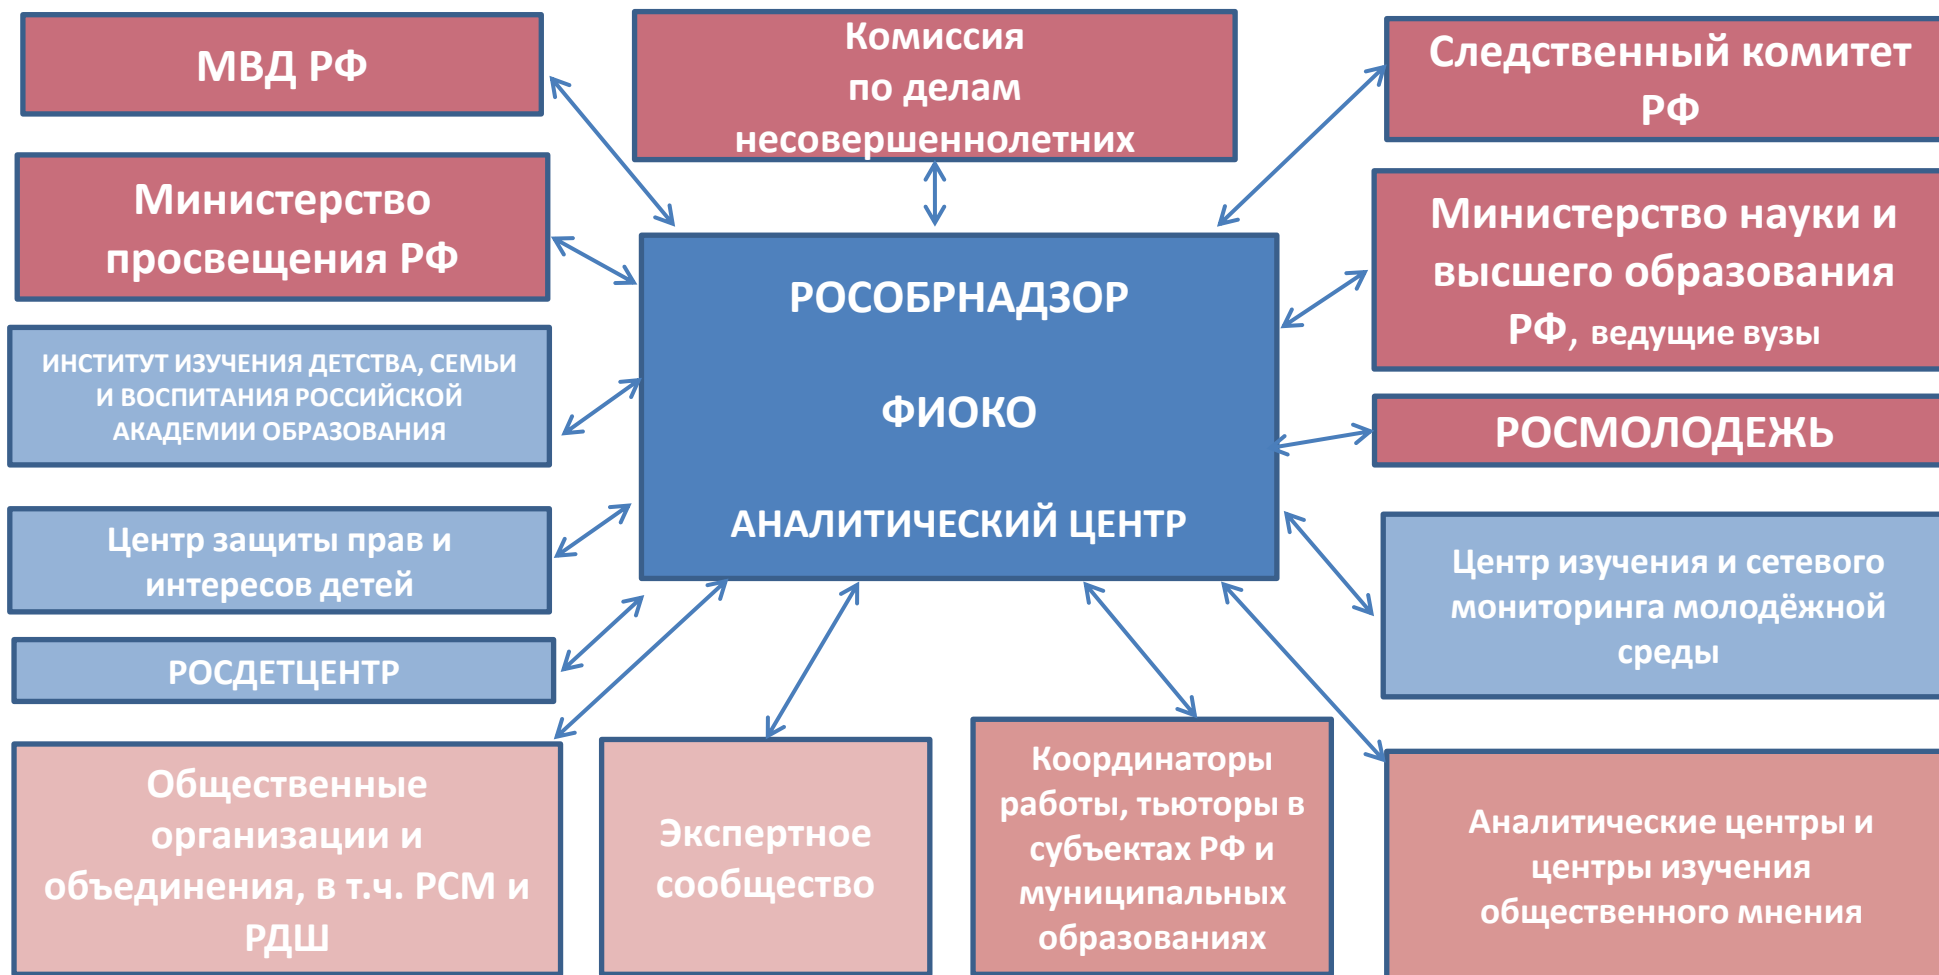 МВД РФ
Комиссия
по делам
несовершеннолетних
Следственный комитет
РФ
Министерство
просвещения РФ
Министерство науки и
высшего образования
РФ, ведущие вузы
РОСОБРНАДЗОР
ФИОКО
АНАЛИТИЧЕСКИЙ ЦЕНТР
ИНСТИТУТ ИЗУЧЕНИЯ ДЕТСТВА, СЕМЬИ
И ВОСПИТАНИЯ РОССИЙСКОЙ
АКАДЕМИИ ОБРАЗОВАНИЯ
РОСМОЛОДЕЖЬ
Центр защиты прав и
интересов детей
Центр изучения и сетевого
мониторинга молодёжной
среды
РОСДЕТЦЕНТР
Общественные
организации и
объединения, в т.ч. РСМ и
РДШ
Экспертное
сообщество
Координаторы
работы, тьюторы в
субъектах РФ и
муниципальных
образованиях
Аналитические центры и
центры изучения
общественного мнения